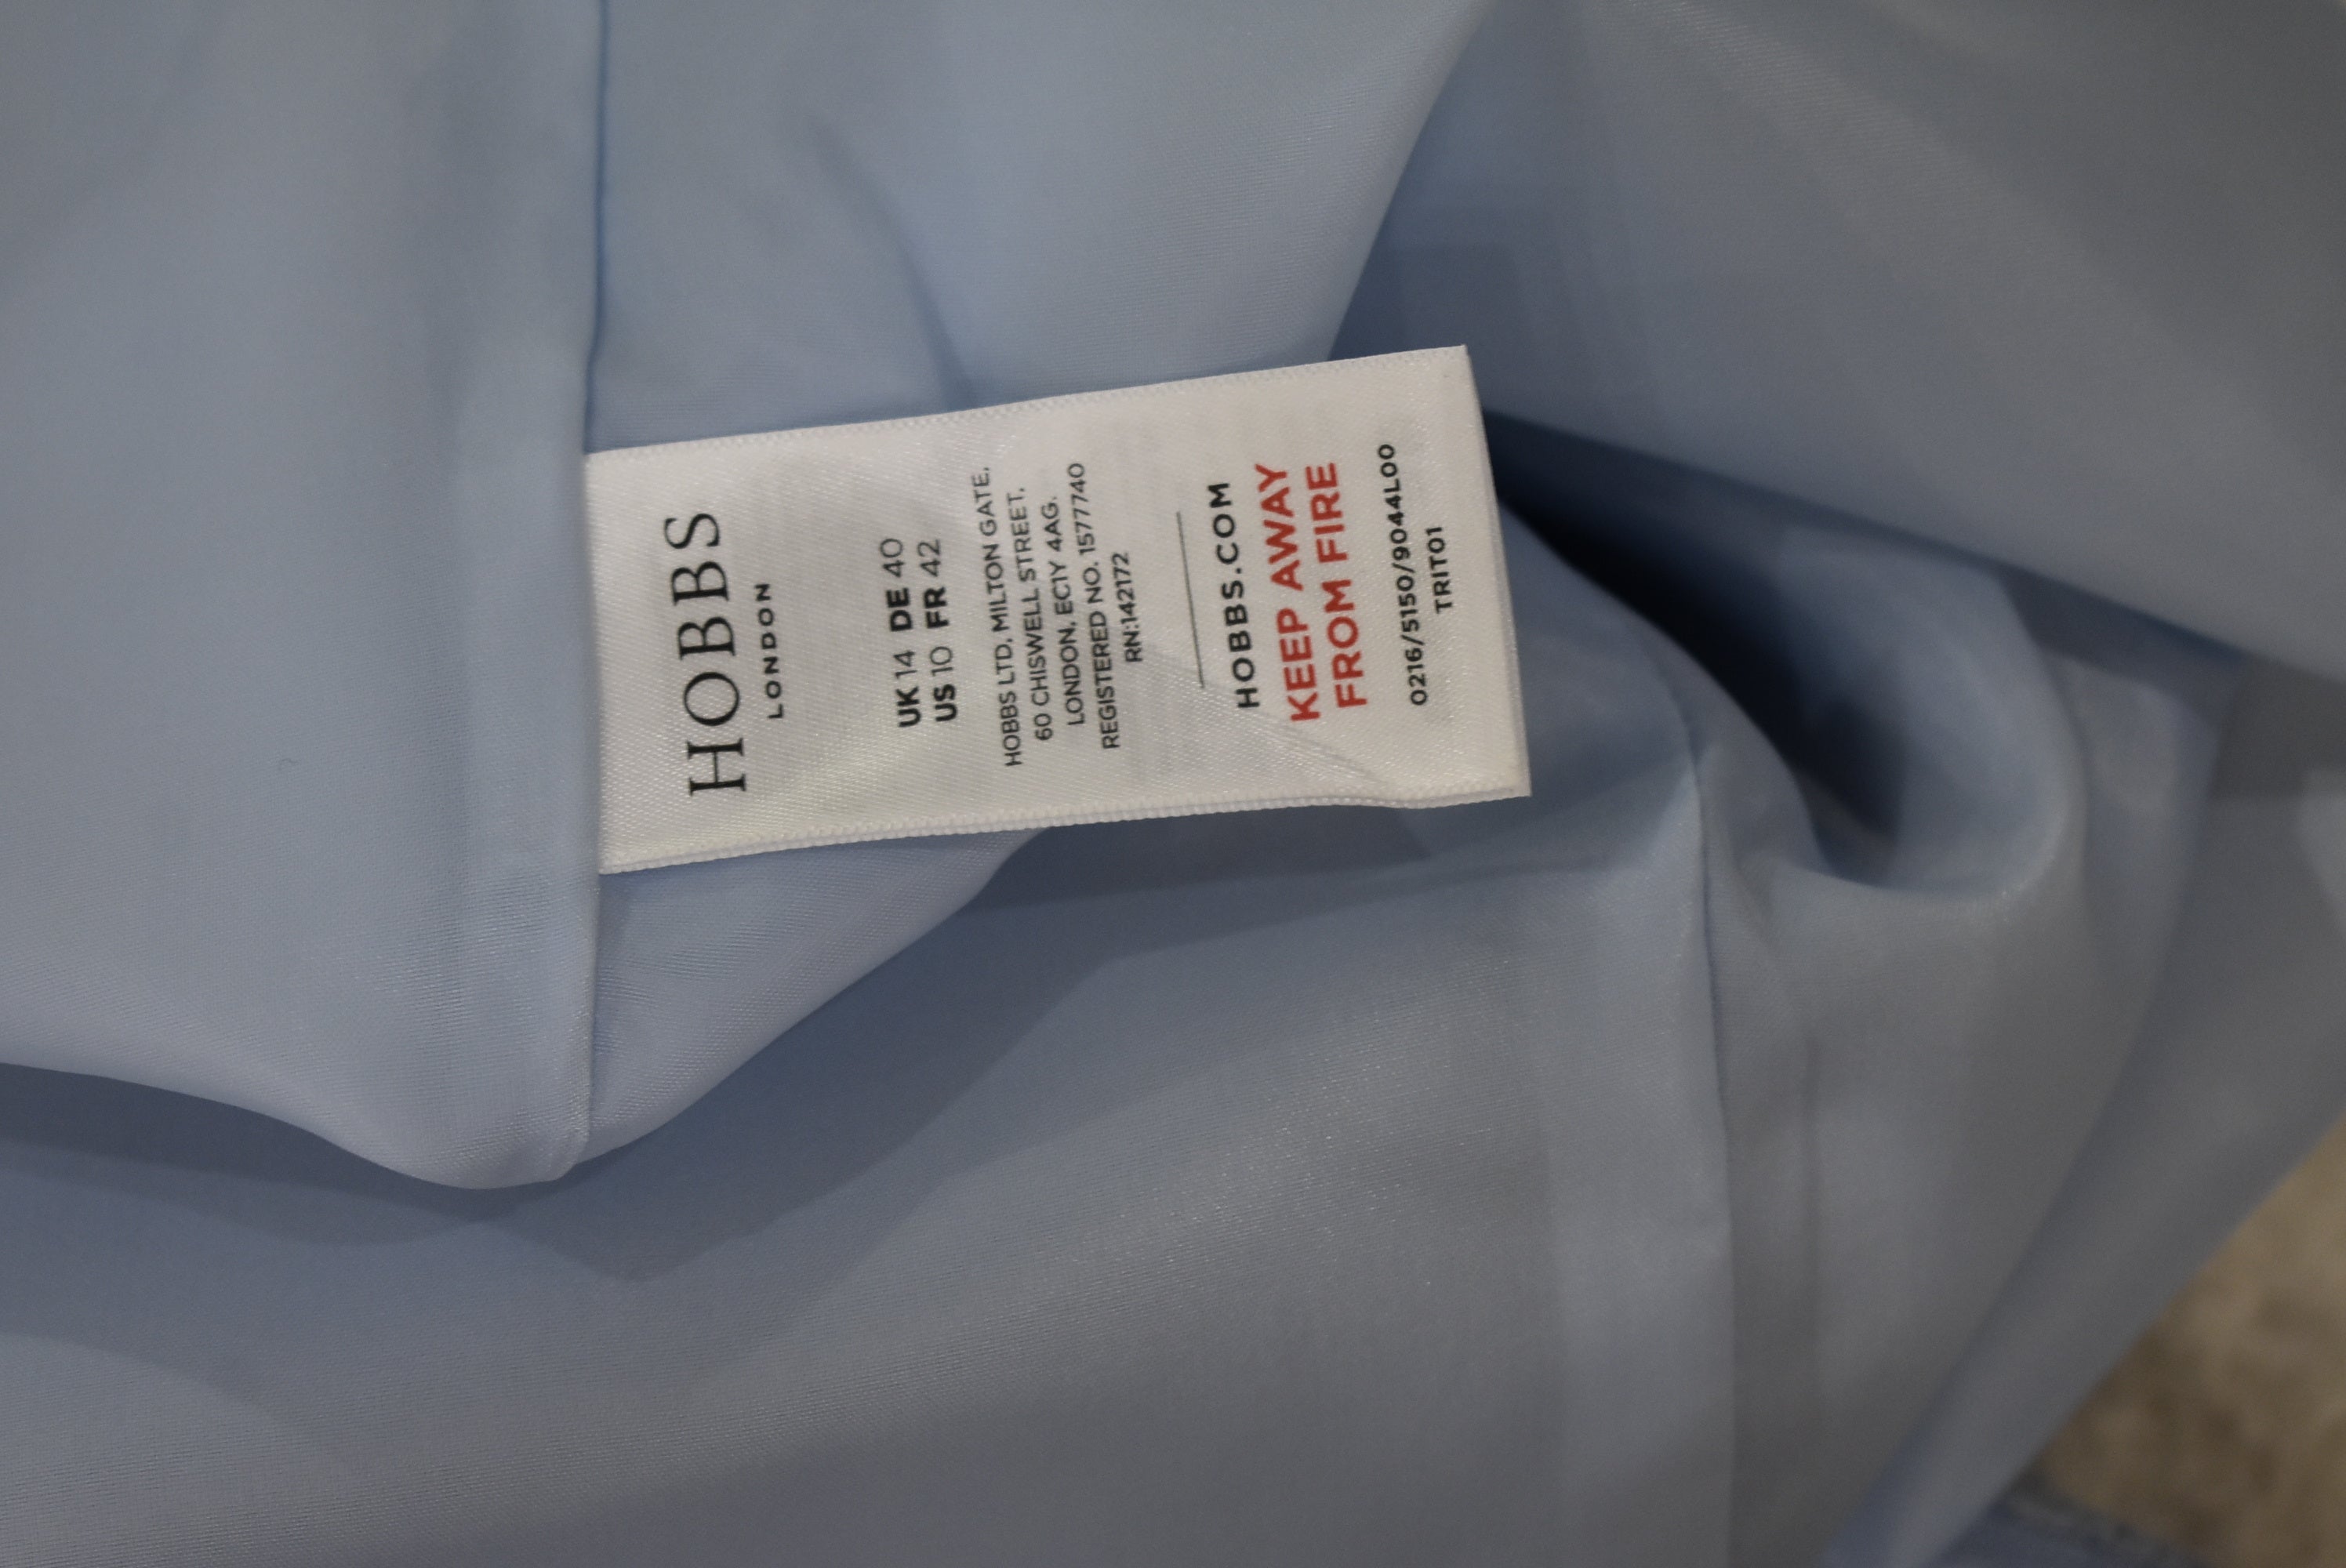 HOBBS
LONDON
UK 14 DE 40
US 10 FR 42
HOBBS LTD, MILTON GATE,
60 CHISWELL STREET,
LONDON, EC1Y 4AG.
REGISTERED NO. 1577740
RN:142172
HOBBS.COM
KEEP AWAY
FROM FIRE
0216/5150/9044L00
TRIT01